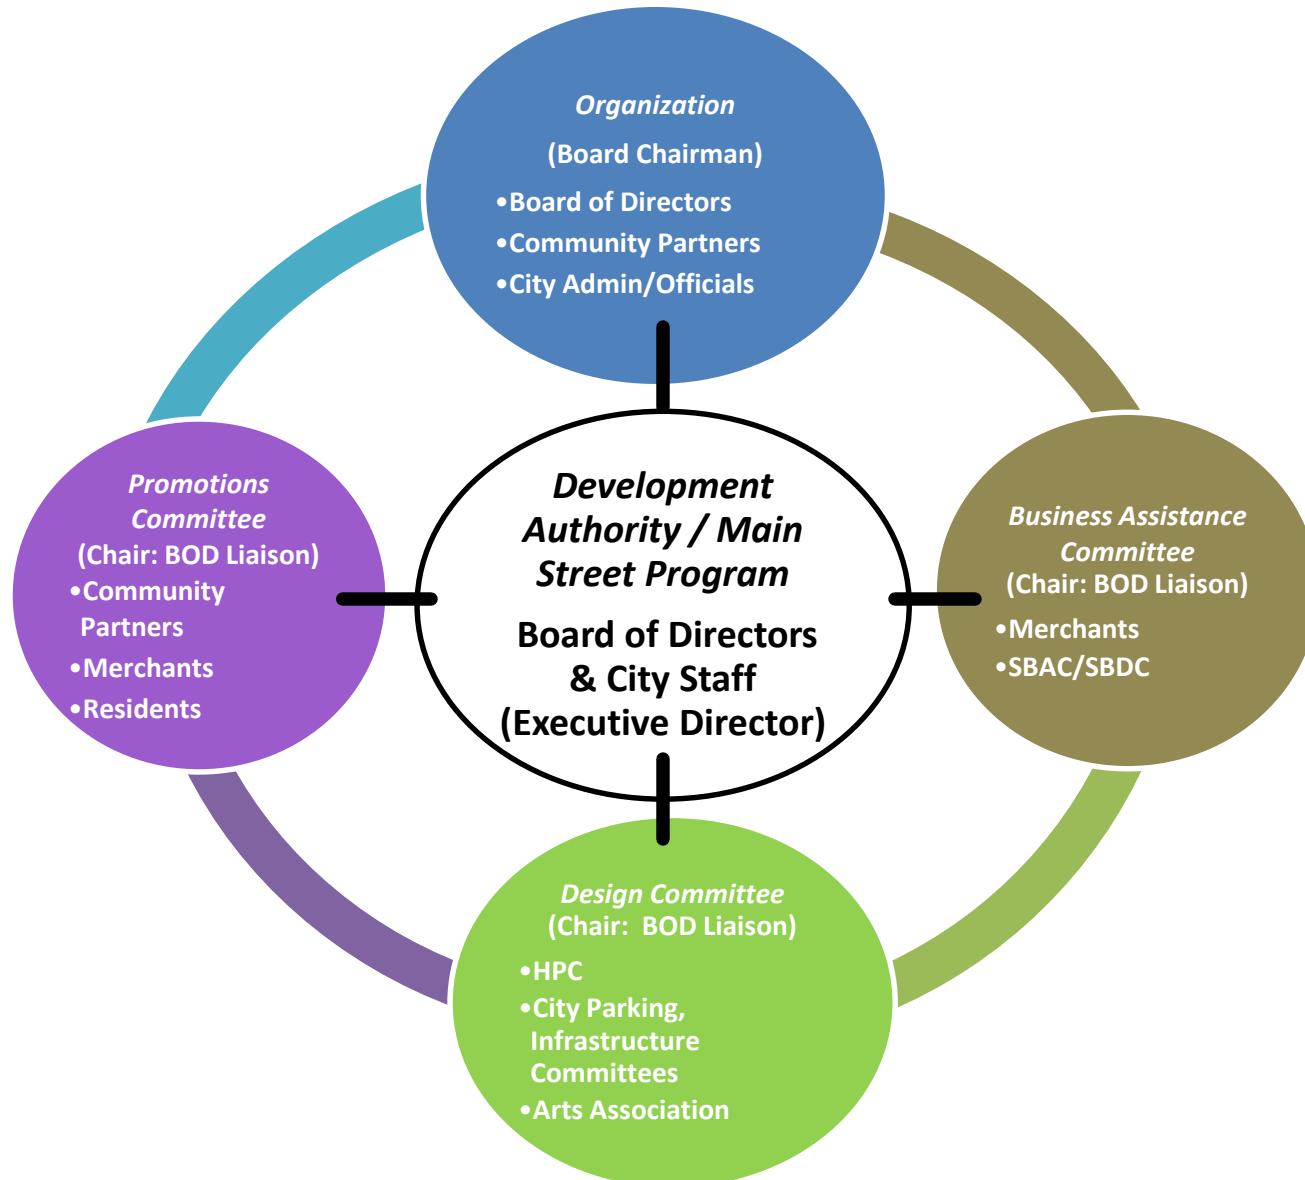 Organization
(Board Chairman)
•Board of Directors
•Community Partners
•City Admin/Officials
Promotions
Committee
(Chair: BOD Liaison)
•Community
Partners
•Merchants
•Residents
Development
Authority / Main
Street Program
Board of Directors
& City Staff
(Executive Director)
Business Assistance
Committee
(Chair: BOD Liaison)
•Merchants
•SBAC/SBDC
Design Committee
(Chair:  BOD Liaison)
•HPC
•City Parking,
Infrastructure
Committees
•Arts Association